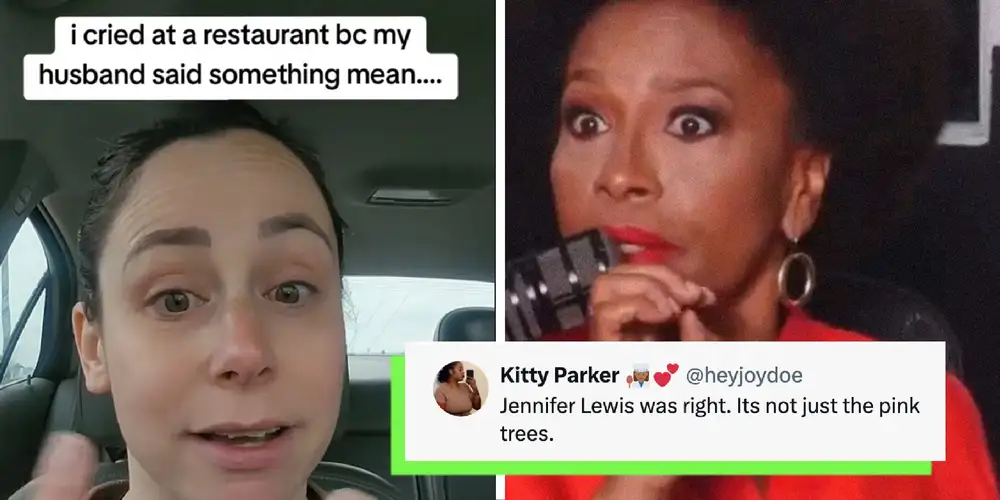 i cried at a restaurant bc my
husband said something mean....
Kitty Parker 👩🏽‍🎨💕 @heyjoydoe
Jennifer Lewis was right. Its not just the pink
trees.